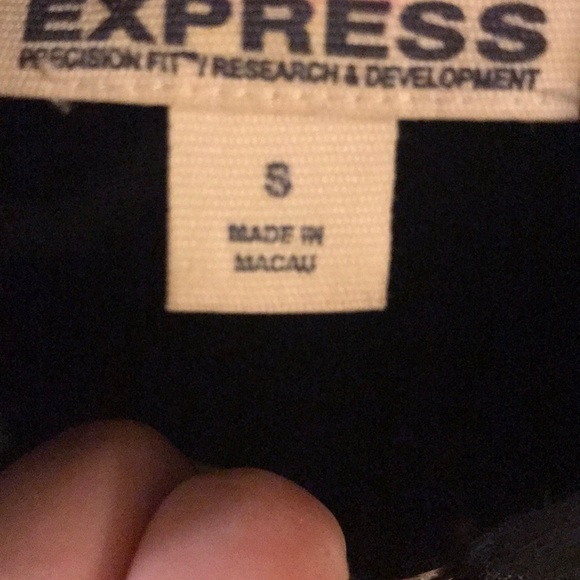 EXPRESS
PRECISION FIT™/ RESEARCH & DEVELOPMENT
S
MADE IN
MACAU